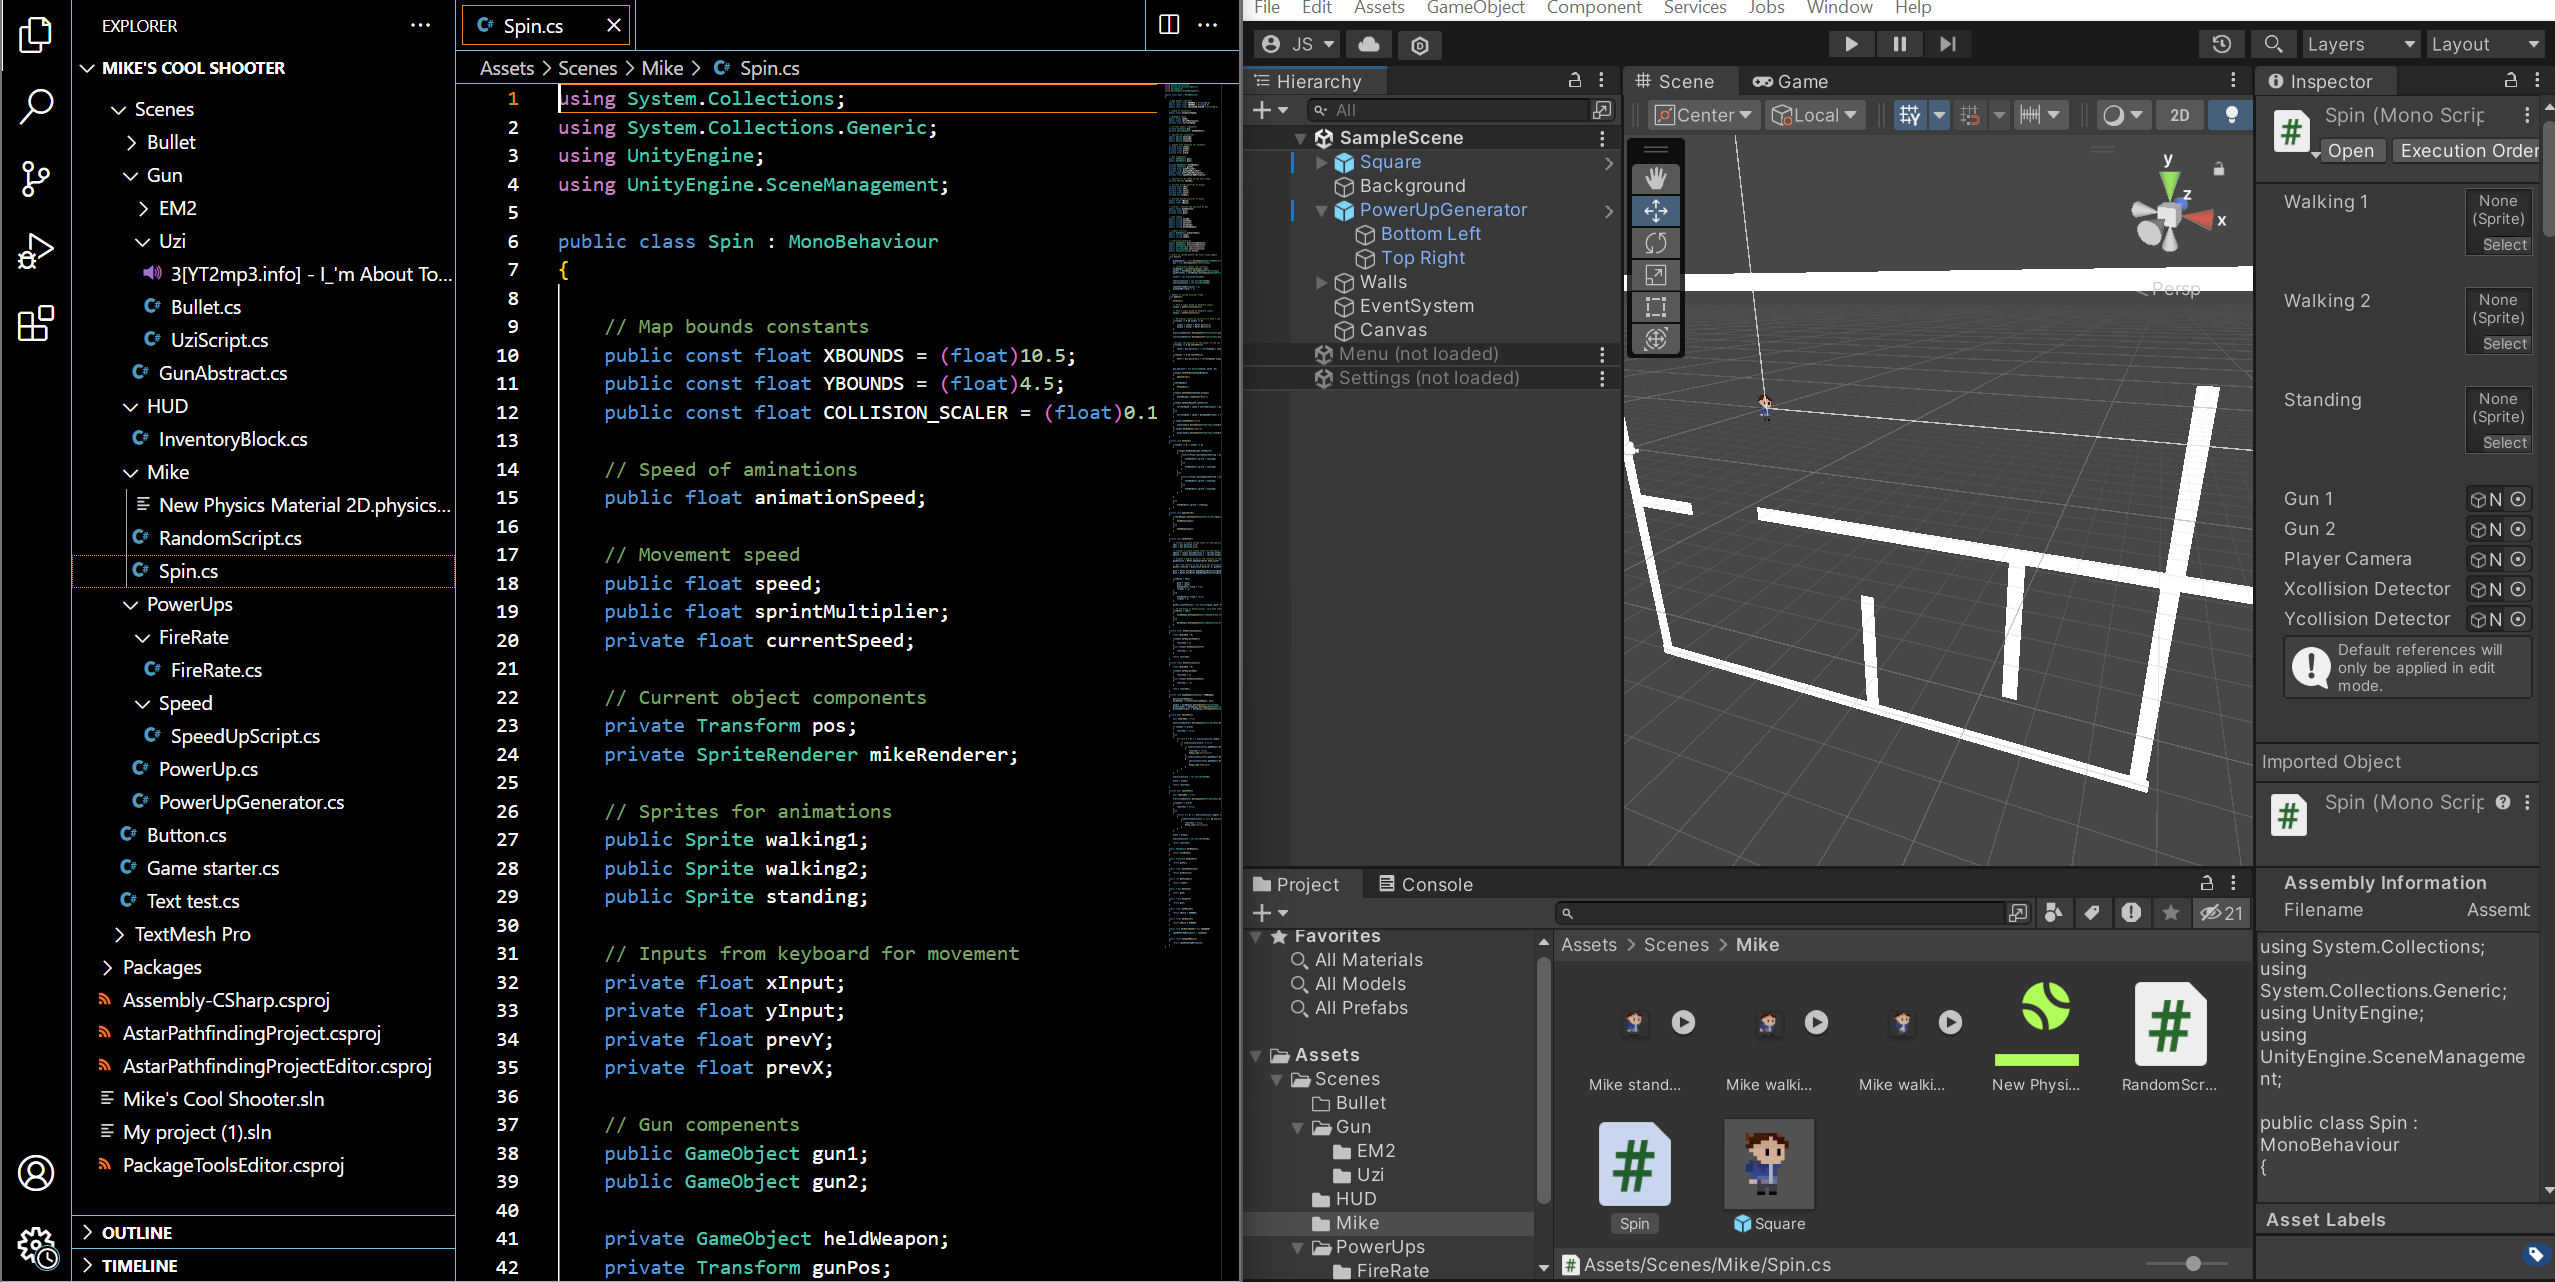 EXPLORER
MIKE'S COOL SHOOTER
Scenes
Bullet
Gun
EM2
Uzi
3[YT2mp3.info] - I_'m About To...
Bullet.cs
UziScript.cs
GunAbstract.cs
HUD
InventoryBlock.cs
Mike
New Physics Material 2D.physics...
RandomScript.cs
Spin.cs
PowerUps
FireRate
FireRate.cs
Speed
SpeedUpScript.cs
PowerUp.cs
PowerUpGenerator.cs
Button.cs
Game starter.cs
Text test.cs
TextMesh Pro
Packages
Assembly-CSharp.csproj
AstarPathfindingProject.csproj
AstarPathfindingProjectEditor.csproj
Mike's Cool Shooter.sln
My project (1).sln
PackageToolsEditor.csproj
OUTLINE
TIMELINE
Spin.cs
Assets > Scenes > Mike > Spin.cs
1 using System.Collections;
2 using System.Collections.Generic;
3 using UnityEngine;
4 using UnityEngine.SceneManagement;
5
6 public class Spin : MonoBehaviour
7 {
8
9 // Map bounds constants
10 public const float XBOUNDS = (float)10.5;
11 public const float YBOUNDS = (float)4.5;
12 public const float COLLISION_SCALER = (float)0.1
13
14 // Speed of aminations
15 public float animationSpeed;
16
17 // Movement speed
18 public float speed;
19 public float sprintMultiplier;
20 private float currentSpeed;
21
22 // Current object components
23 private Transform pos;
24 private SpriteRenderer mikeRenderer;
25
26 // Sprites for animations
27 public Sprite walking1;
28 public Sprite walking2;
29 public Sprite standing;
30
31 // Inputs from keyboard for movement
32 private float xInput;
33 private float yInput;
34 private float prevY;
35 private float prevX;
36
37 // Gun compenents
38 public GameObject gun1;
39 public GameObject gun2;
40
41 private GameObject heldWeapon;
42 private Transform gunPos;
File Edit Assets GameObject Component Services Jobs Window Help
JS
Layers
Layout
Hierarchy
All
SampleScene
Square
Background
PowerUpGenerator
Bottom Left
Top Right
Walls
EventSystem
Canvas
Menu (not loaded)
Settings (not loaded)
Scene
Game
Center
Local
2D
y
z
x
Persp
Inspector
Spin (Mono Scrip
Open
Execution Order
Walking 1
None
(Sprite)
Select
Walking 2
None
(Sprite)
Select
Standing
None
(Sprite)
Select
Gun 1 N
Gun 2 N
Player Camera N
Xcollision Detector N
Ycollision Detector N
Default references will
only be applied in edit
mode.
Imported Object
Spin (Mono Scrip
Assembly Information
Filename Assemb
using System.Collections;
using
System.Collections.Generic;
using UnityEngine;
using
UnityEngine.SceneManageme
nt;
public class Spin :
MonoBehaviour
{
Asset Labels
Project
Console
21
Favorites
All Materials
All Models
All Prefabs
Assets
Scenes
Bullet
Gun
EM2
Uzi
HUD
Mike
PowerUps
FireRate
Assets > Scenes > Mike
Mike stand...
Mike walki...
Mike walki...
New Physi...
RandomScr...
Spin
Square
Assets/Scenes/Mike/Spin.cs